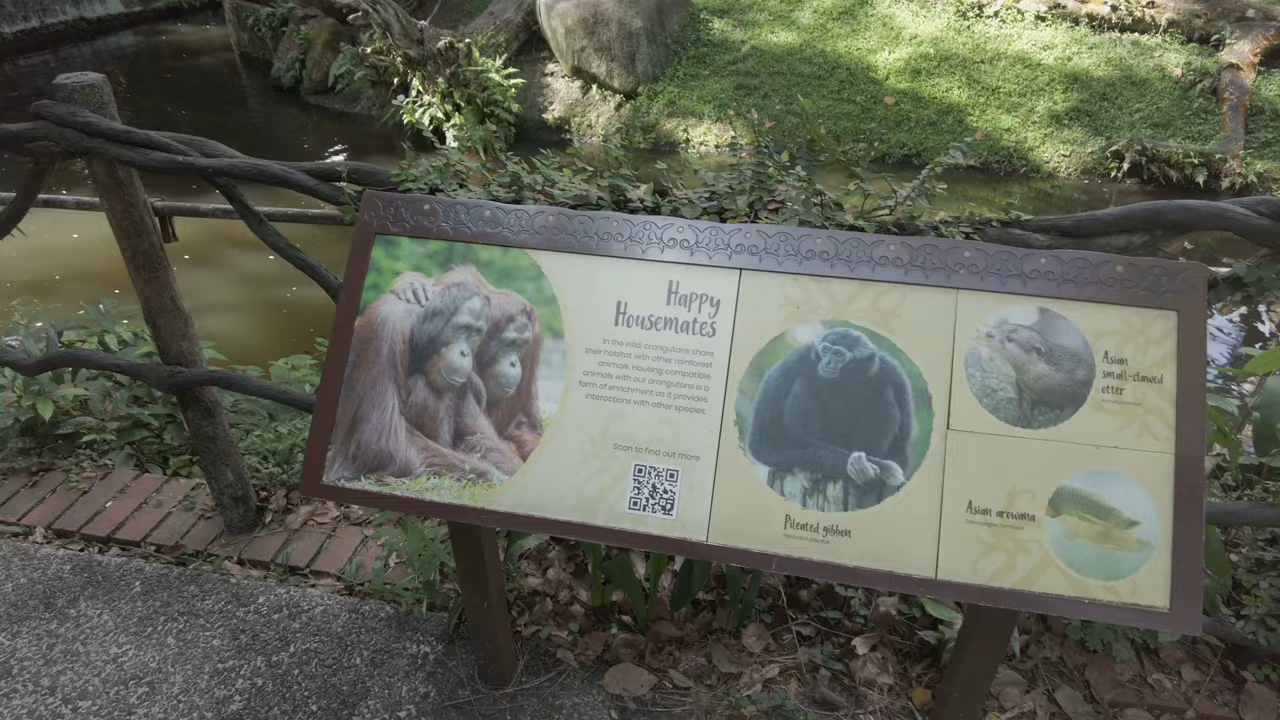 Happy
Housemates
In the wild, orangutans share
their habitat with other rainforest
animals. Housing compatible
animals with our orangutans is a
form of enrichment as it provides
interactions with other species.
Scan to find out more
Pileated gibbon
Asian
small-clawed
otter
Asian arowana